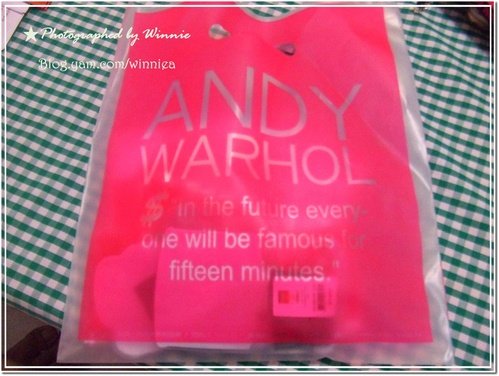 ★ Photographed by Winnie
Blog.yam.com/winniea
ANDY
WARHOL
$ "in the future every-
one will be famous for
fifteen minutes."